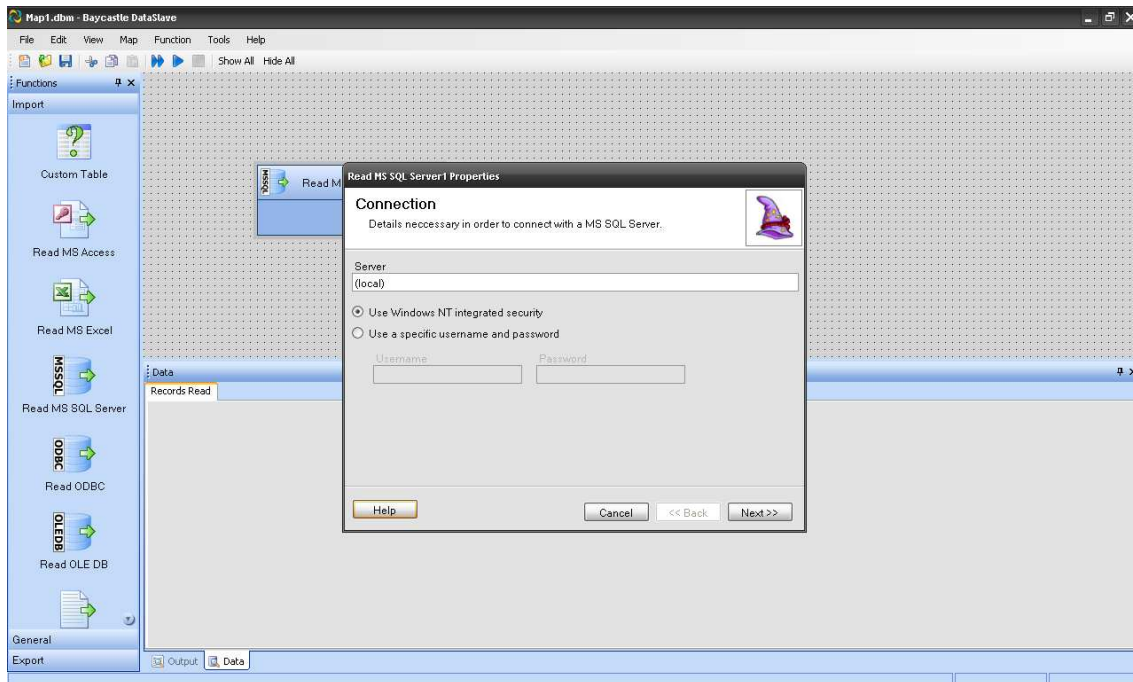 Map1.dbm - Baycastle DataSlave
File Edit View Map Function Tools Help
Show All Hide All
Functions
Import
Custom Table
Read MS Access
Read MS Excel
MSSQL
Read MS SQL Server
ODBC
Read ODBC
OLEDB
Read OLE DB
General
Export
MSSQL
Read M
Read MS SQL Server1 Properties
Connection
Details neccessary in order to connect with a MS SQL Server.
Server
(local)
Use Windows NT integrated security
Use a specific username and password
Username Password
Help Cancel << Back Next >>
Data
Records Read
Output Data